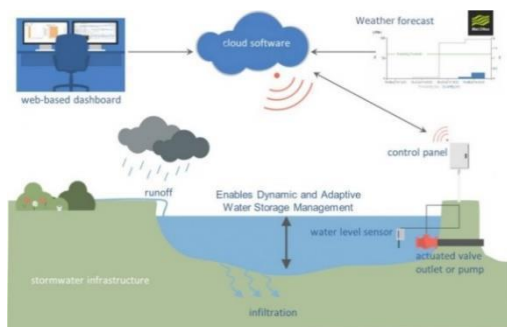 Weather forecast
cloud software
web-based dashboard
control panel
runoff
Enables Dynamic and Adaptive
Water Storage Management
water level sensor
actuated valve
outlet or pump
stormwater infrastructure
infiltration